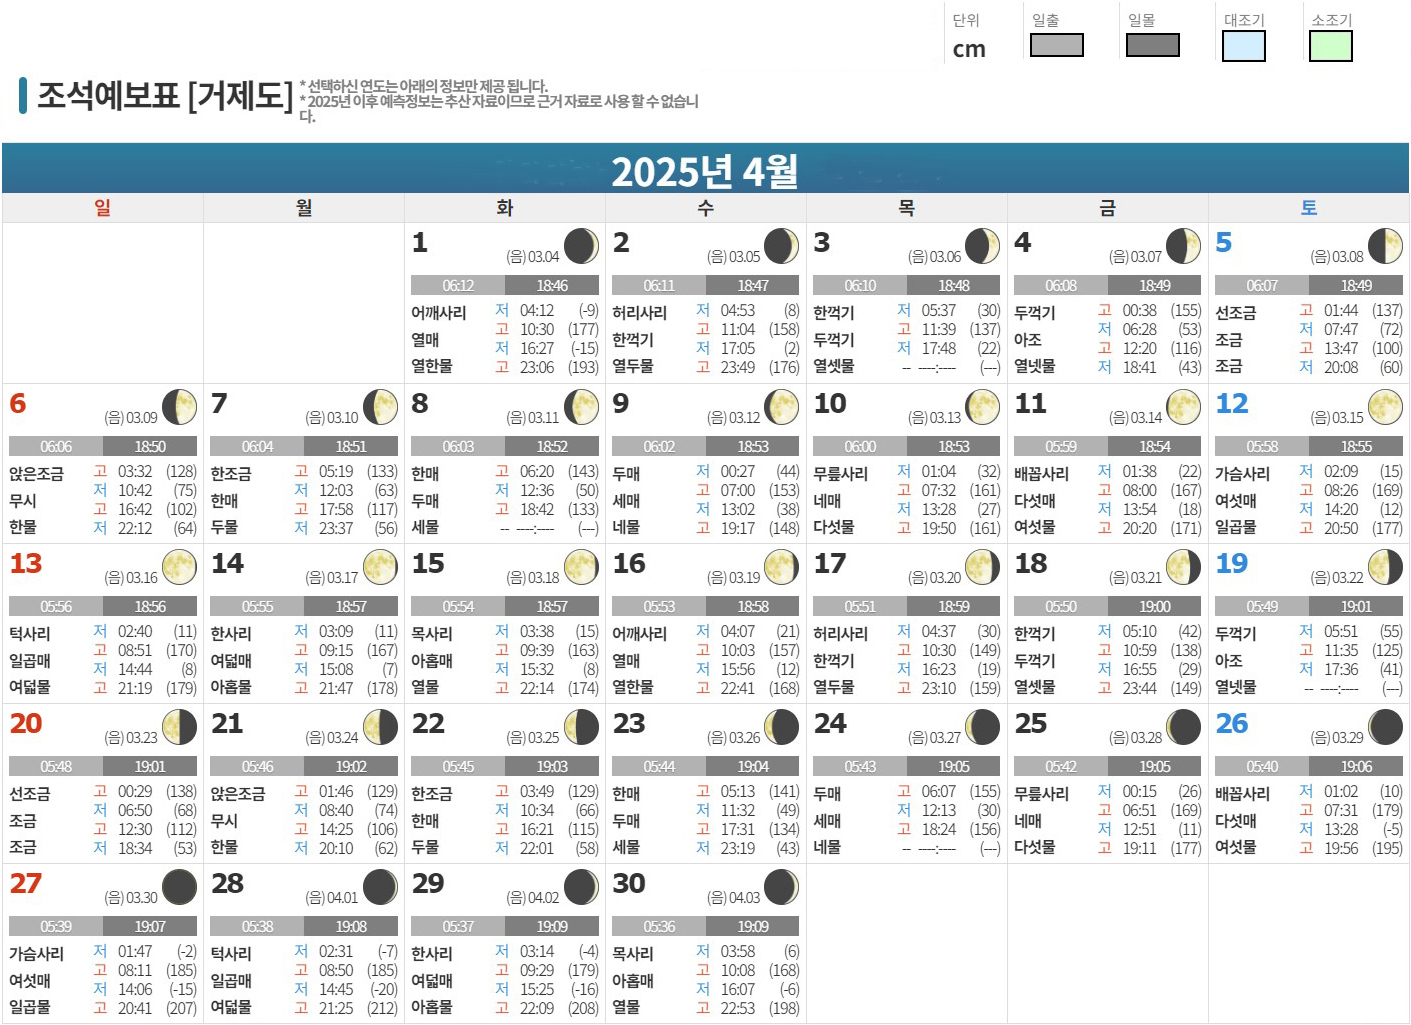 단위 일출 일몰 대조기 소조기
cm
조석예보표 [거제도]
* 선택하신 연도는 아래의 정보만 제공 됩니다.
* 2025년 이후 예측정보는 추산 자료이므로 근거 자료로 사용 할 수 없습니
다.
2025년 4월
일 월 화 수 목 금 토
1 (음) 03.04
06:12 18:46
어깨사리
열매
열한물
저 04:12 (-9)
고 10:30 (177)
저 16:27 (-15)
고 23:06 (193)
2 (음) 03.05
06:11 18:47
허리사리
한꺽기
열두물
저 04:53 (8)
고 11:04 (158)
저 17:05 (2)
고 23:49 (176)
3 (음) 03.06
06:10 18:48
한꺽기
두꺽기
열셋물
저 05:37 (30)
고 11:39 (137)
저 17:48 (22)
-- ----:---- (---)
4 (음) 03.07
06:08 18:49
두꺽기
아조
열넷물
고 00:38 (155)
저 06:28 (53)
고 12:20 (116)
저 18:41 (43)
5 (음) 03.08
06:07 18:49
선조금
조금
조금
고 01:44 (137)
저 07:47 (72)
고 13:47 (100)
저 20:08 (60)
6 (음) 03.09
06:06 18:50
앉은조금
무시
한물
고 03:32 (128)
저 10:42 (75)
고 16:42 (102)
저 22:12 (64)
7 (음) 03.10
06:04 18:51
한조금
한매
두물
고 05:19 (133)
저 12:03 (63)
고 17:58 (117)
저 23:37 (56)
8 (음) 03.11
06:03 18:52
한매
두매
세물
고 06:20 (143)
저 12:36 (50)
고 18:42 (133)
-- ----:---- (---)
9 (음) 03.12
06:02 18:53
두매
세매
네물
저 00:27 (44)
고 07:00 (153)
저 13:02 (38)
고 19:17 (148)
10 (음) 03.13
06:00 18:53
무릎사리
네매
다섯물
저 01:04 (32)
고 07:32 (161)
저 13:28 (27)
고 19:50 (161)
11 (음) 03.14
05:59 18:54
배꼽사리
다섯매
여섯물
저 01:38 (22)
고 08:00 (167)
저 13:54 (18)
고 20:20 (171)
12 (음) 03.15
05:58 18:55
가슴사리
여섯매
일곱물
저 02:09 (15)
고 08:26 (169)
저 14:20 (12)
고 20:50 (177)
13 (음) 03.16
05:56 18:56
턱사리
일곱매
여덟물
저 02:40 (11)
고 08:51 (170)
저 14:44 (8)
고 21:19 (179)
14 (음) 03.17
05:55 18:57
한사리
여덟매
아홉물
저 03:09 (11)
고 09:15 (167)
저 15:08 (7)
고 21:47 (178)
15 (음) 03.18
05:54 18:57
목사리
아홉매
열물
저 03:38 (15)
고 09:39 (163)
저 15:32 (8)
고 22:14 (174)
16 (음) 03.19
05:53 18:58
어깨사리
열매
열한물
저 04:07 (21)
고 10:03 (157)
저 15:56 (12)
고 22:41 (168)
17 (음) 03.20
05:51 18:59
허리사리
한꺽기
열두물
저 04:37 (30)
고 10:30 (149)
저 16:23 (19)
고 23:10 (159)
18 (음) 03.21
05:50 19:00
한꺽기
두꺽기
열셋물
저 05:10 (42)
고 10:59 (138)
저 16:55 (29)
고 23:44 (149)
19 (음) 03.22
05:49 19:01
두꺽기
아조
열넷물
저 05:51 (55)
고 11:35 (125)
저 17:36 (41)
-- ----:---- (---)
20 (음) 03.23
05:48 19:01
선조금
조금
조금
고 00:29 (138)
저 06:50 (68)
고 12:30 (112)
저 18:34 (53)
21 (음) 03.24
05:46 19:02
앉은조금
무시
한물
고 01:46 (129)
저 08:40 (74)
고 14:25 (106)
저 20:10 (62)
22 (음) 03.25
05:45 19:03
한조금
한매
두물
고 03:49 (129)
저 10:34 (66)
고 16:21 (115)
저 22:01 (58)
23 (음) 03.26
05:44 19:04
한매
두매
세물
고 05:13 (141)
저 11:32 (49)
고 17:31 (134)
저 23:19 (43)
24 (음) 03.27
05:43 19:05
두매
세매
네물
고 06:07 (155)
저 12:13 (30)
고 18:24 (156)
-- ----:---- (---)
25 (음) 03.28
05:42 19:05
무릎사리
네매
다섯물
저 00:15 (26)
고 06:51 (169)
저 12:51 (11)
고 19:11 (177)
26 (음) 03.29
05:40 19:06
배꼽사리
다섯매
여섯물
저 01:02 (10)
고 07:31 (179)
저 13:28 (-5)
고 19:56 (195)
27 (음) 03.30
05:39 19:07
가슴사리
여섯매
일곱물
저 01:47 (-2)
고 08:11 (185)
저 14:06 (-15)
고 20:41 (207)
28 (음) 04.01
05:38 19:08
턱사리
일곱매
여덟물
저 02:31 (-7)
고 08:50 (185)
저 14:45 (-20)
고 21:25 (212)
29 (음) 04.02
05:37 19:09
한사리
여덟매
아홉물
저 03:14 (-4)
고 09:29 (179)
저 15:25 (-16)
고 22:09 (208)
30 (음) 04.03
05:36 19:09
목사리
아홉매
열물
저 03:58 (6)
고 10:08 (168)
저 16:07 (-6)
고 22:53 (198)